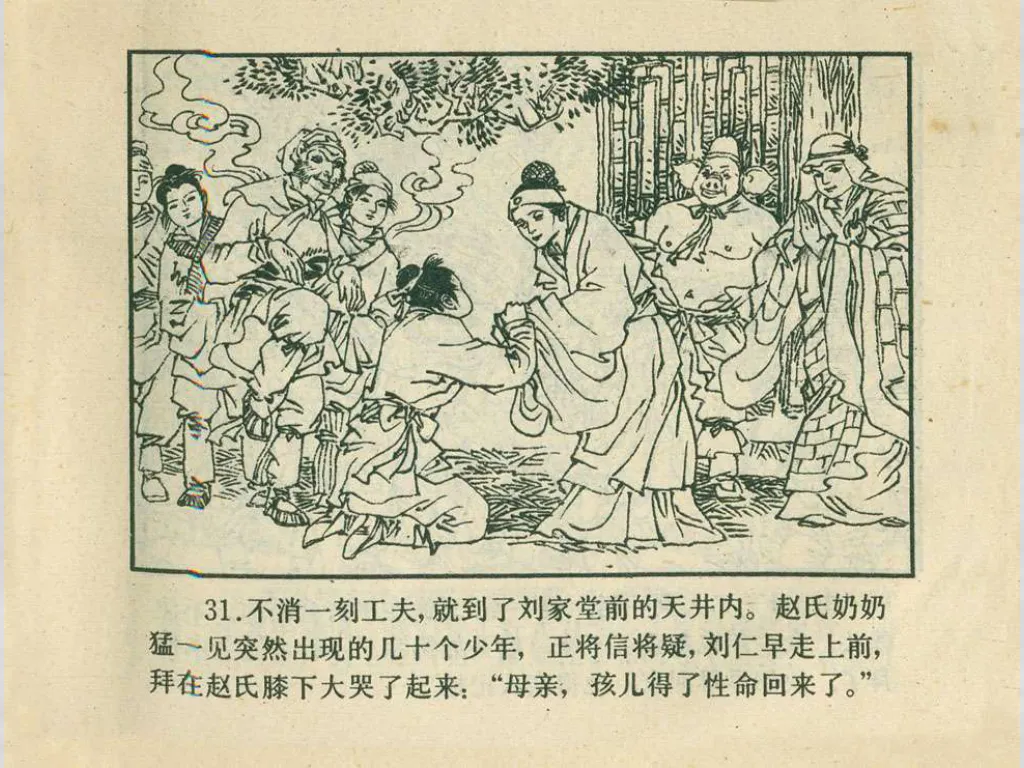 31.不消一刻工夫,就到了刘家堂前的天井内。赵氏奶奶
猛一见突然出现的几十个少年,正将信将疑,刘仁早走上前,
拜在赵氏膝下大哭了起来:“母亲,孩儿得了性命回来了。”